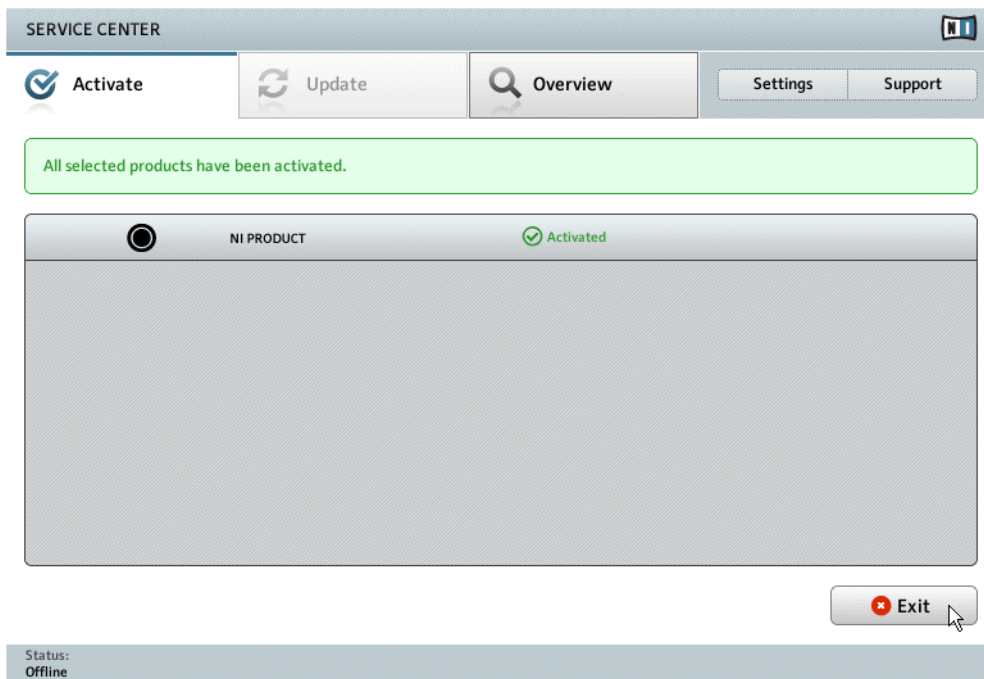 SERVICE CENTER
NI
Activate
Update
Overview
Settings
Support
All selected products have been activated.
NI PRODUCT
Activated
Exit
Status:
Offline